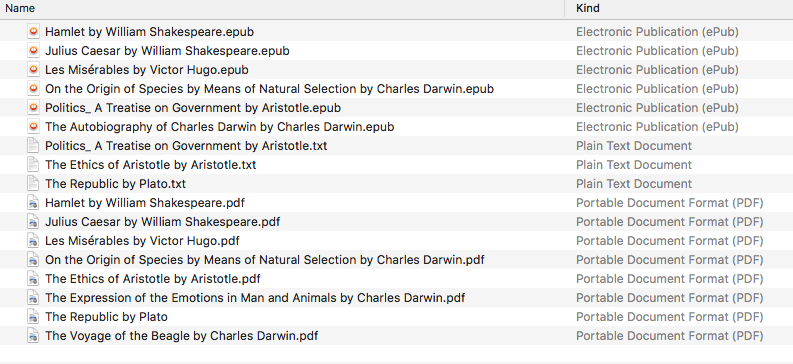 Name Kind
Hamlet by William Shakespeare.epub Electronic Publication (ePub)
Julius Caesar by William Shakespeare.epub Electronic Publication (ePub)
Les Misérables by Victor Hugo.epub Electronic Publication (ePub)
On the Origin of Species by Means of Natural Selection by Charles Darwin.epub Electronic Publication (ePub)
Politics_ A Treatise on Government by Aristotle.epub Electronic Publication (ePub)
The Autobiography of Charles Darwin by Charles Darwin.epub Electronic Publication (ePub)
Politics_ A Treatise on Government by Aristotle.txt Plain Text Document
The Ethics of Aristotle by Aristotle.txt Plain Text Document
The Republic by Plato.txt Plain Text Document
Hamlet by William Shakespeare.pdf Portable Document Format (PDF)
Julius Caesar by William Shakespeare.pdf Portable Document Format (PDF)
Les Misérables by Victor Hugo.pdf Portable Document Format (PDF)
On the Origin of Species by Means of Natural Selection by Charles Darwin.pdf Portable Document Format (PDF)
The Ethics of Aristotle by Aristotle.pdf Portable Document Format (PDF)
The Expression of the Emotions in Man and Animals by Charles Darwin.pdf Portable Document Format (PDF)
The Republic by Plato Portable Document Format (PDF)
The Voyage of the Beagle by Charles Darwin.pdf Portable Document Format (PDF)